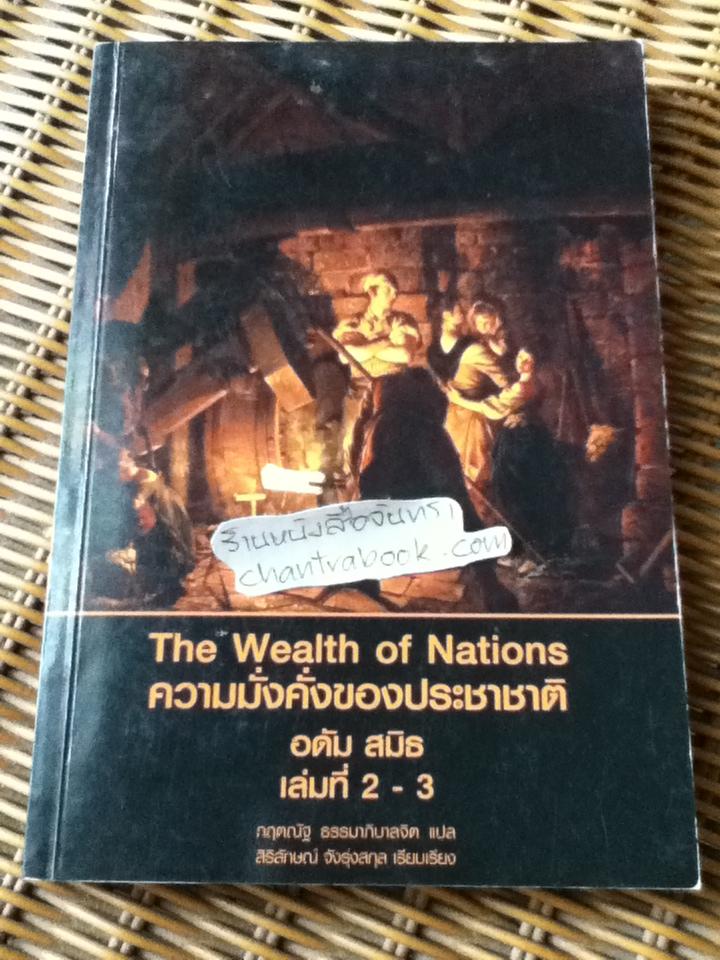 ร้านหนังสือจันทรา
chantrabook.com
The Wealth of Nations
ความมั่งคั่งของประชาชาติ
อดัม สมิธ
เล่มที่ 2 - 3
กฤตณัฐ ธรรมาภิบาลจิต แปล
สิริลักษณ์ จังรุ่งสกุล เรียบเรียง